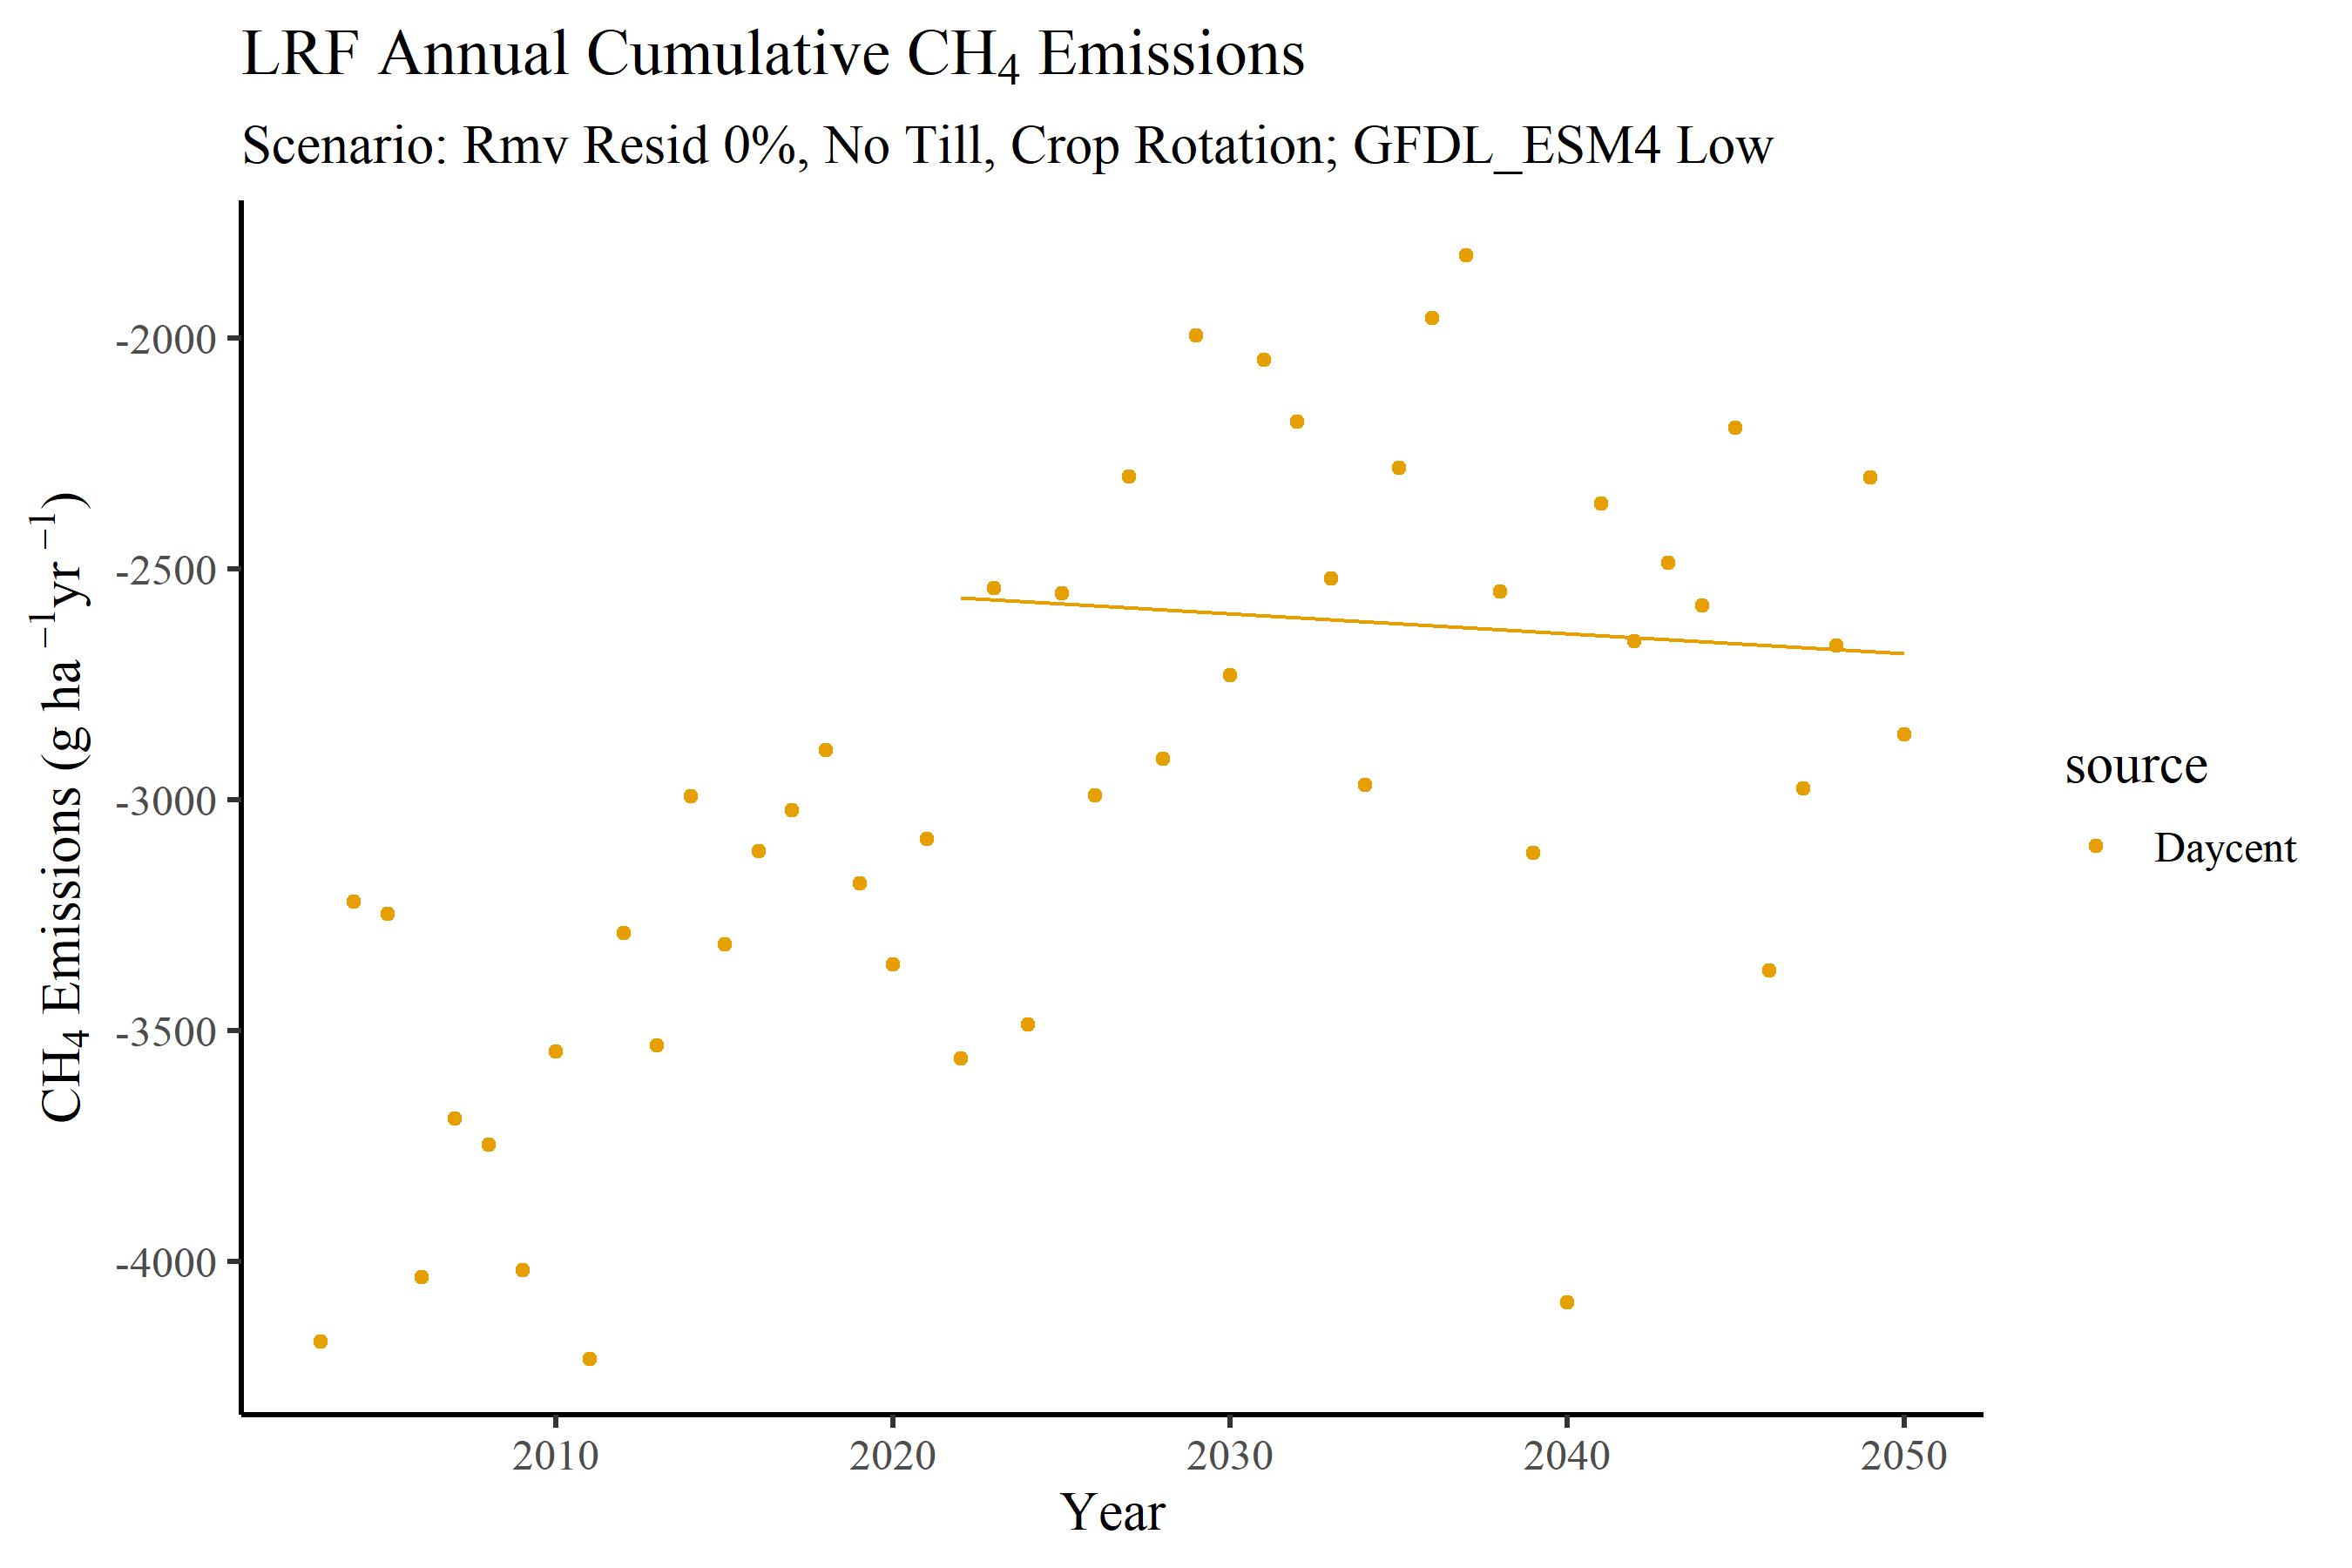 LRF Annual Cumulative CH₄ Emissions
Scenario: Rmv Resid 0%, No Till, Crop Rotation; GFDL_ESM4 Low
CH₄ Emissions (g ha⁻¹yr⁻¹)
-2000
-2500
-3000
-3500
-4000
2010 2020 2030 2040 2050
Year
source
Daycent